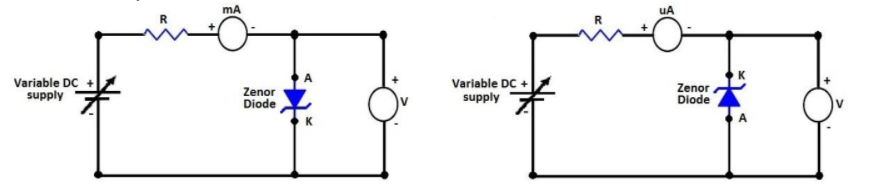 mA
R
+ -
Variable DC +
supply
-
A
Zenor
Diode
K
+
V
-
uA
R
+ -
Variable DC +
supply
-
K
Zenor
Diode
A
+
V
-